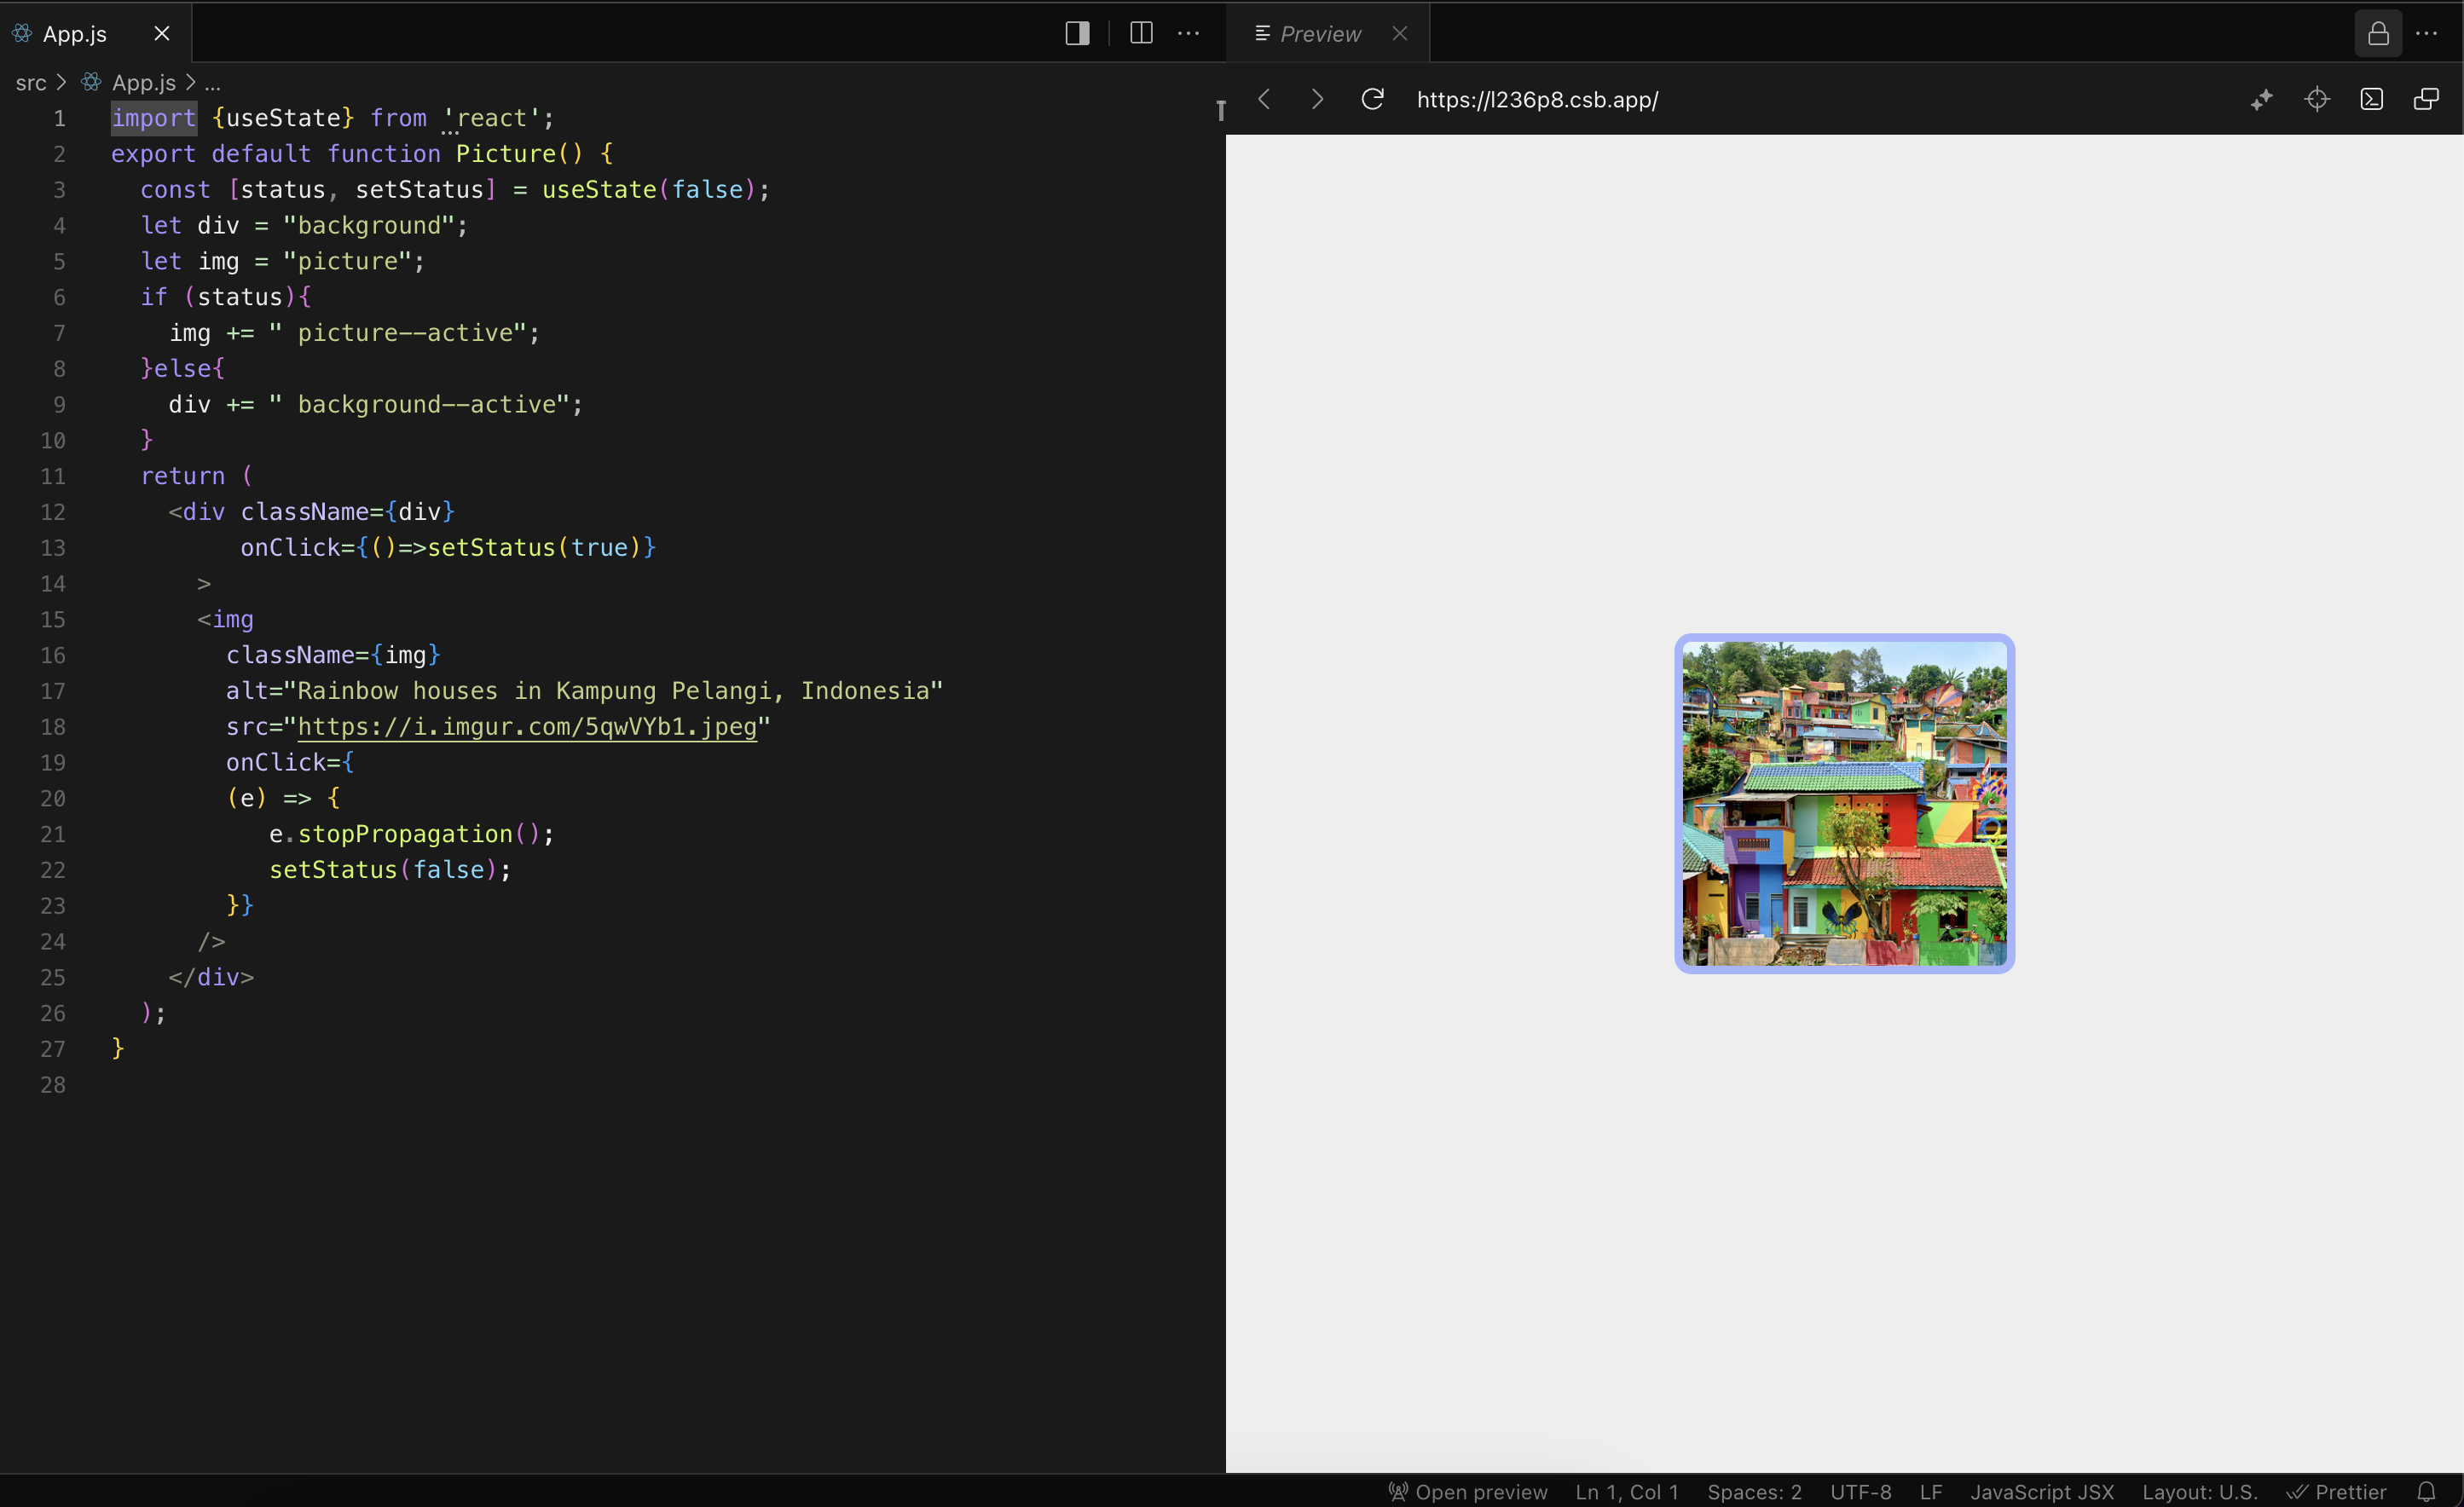 App.js
Preview
src > App.js > ...
https://l236p8.csb.app/
1 import {useState} from 'react';
2 export default function Picture() {
3 const [status, setStatus] = useState(false);
4 let div = "background";
5 let img = "picture";
6 if (status){
7 img += " picture--active";
8 }else{
9 div += " background--active";
10 }
11 return (
12 <div className={div}
13 onClick={()=>setStatus(true)}
14 >
15 <img
16 className={img}
17 alt="Rainbow houses in Kampung Pelangi, Indonesia"
18 src="https://i.imgur.com/5qwVYb1.jpeg"
19 onClick={
20 (e) => {
21 e.stopPropagation();
22 setStatus(false);
23 }}
24 />
25 </div>
26 );
27 }
28
Open preview Ln 1, Col 1 Spaces: 2 UTF-8 LF JavaScript JSX Layout: U.S. Prettier